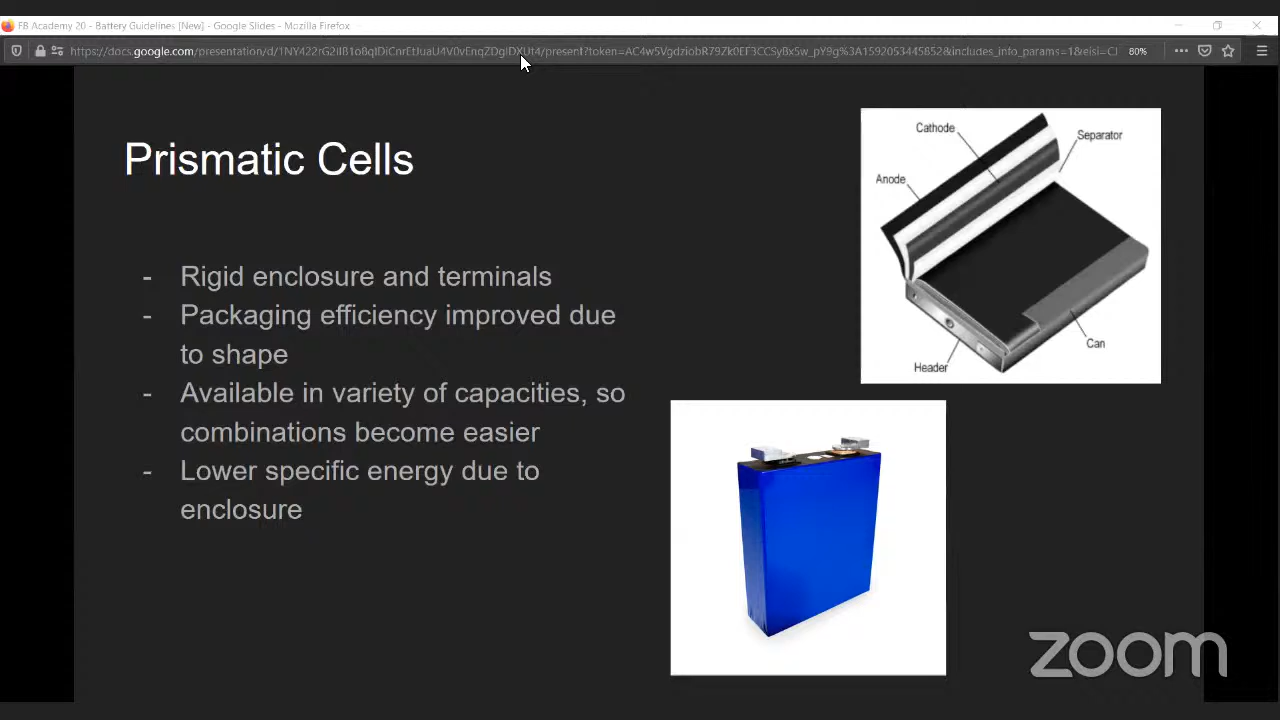 FB Academy 20 - Battery Guidelines [New] - Google Slides - Mozilla Firefox
80%
Prismatic Cells
- Rigid enclosure and terminals
- Packaging efficiency improved due
to shape
- Available in variety of capacities, so
combinations become easier
- Lower specific energy due to
enclosure
Cathode
Separator
Anode
Can
Header
zoom